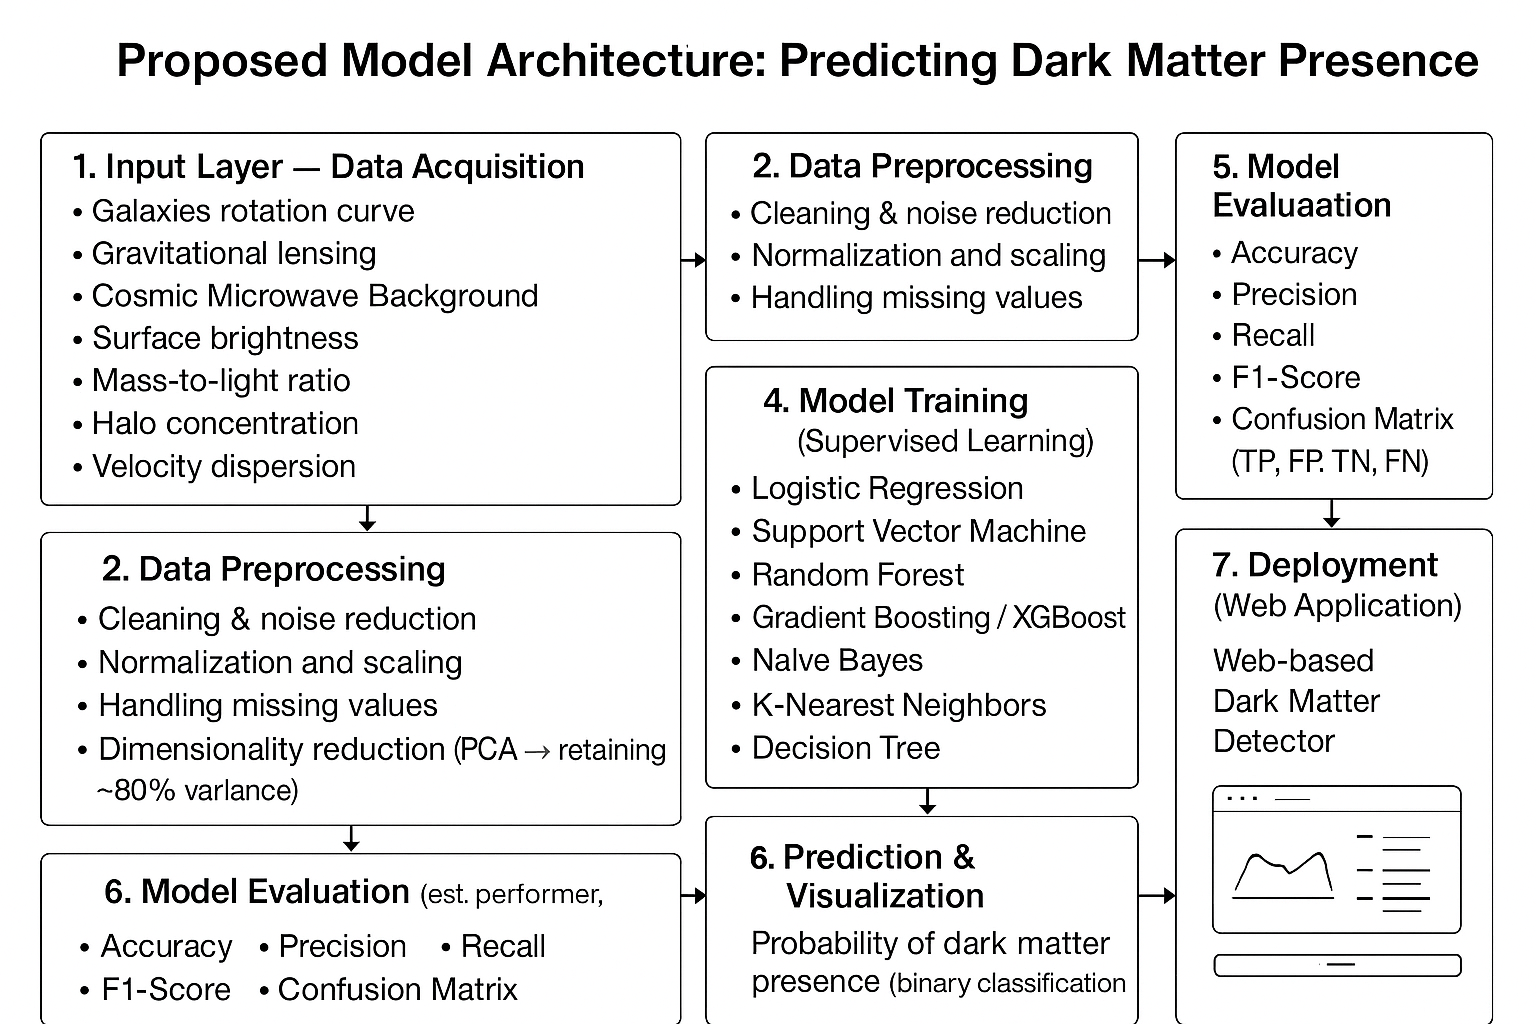 Proposed Model Architecture: Predicting Dark Matter Presence
1. Input Layer — Data Acquisition
• Galaxies rotation curve
• Gravitational lensing
• Cosmic Microwave Background
• Surface brightness
• Mass-to-light ratio
• Halo concentration
• Velocity dispersion
2. Data Preprocessing
• Cleaning & noise reduction
• Normalization and scaling
• Handling missing values
5. Model
Evaluaation
• Accuracy
• Precision
• Recall
• F1-Score
• Confusion Matrix
(TP, FP. TN, FN)
2. Data Preprocessing
• Cleaning & noise reduction
• Normalization and scaling
• Handling missing values
• Dimensionality reduction (PCA → retaining
~80% varlance)
4. Model Training
(Supervised Learning)
• Logistic Regression
• Support Vector Machine
• Random Forest
• Gradient Boosting / XGBoost
• Nalve Bayes
• K-Nearest Neighbors
• Decision Tree
7. Deployment
(Web Application)
Web-based
Dark Matter
Detector
6. Model Evaluation (est. performer,
• Accuracy • Precision • Recall
• F1-Score • Confusion Matrix
6. Prediction &
Visualization
Probability of dark matter
presence (binary classification